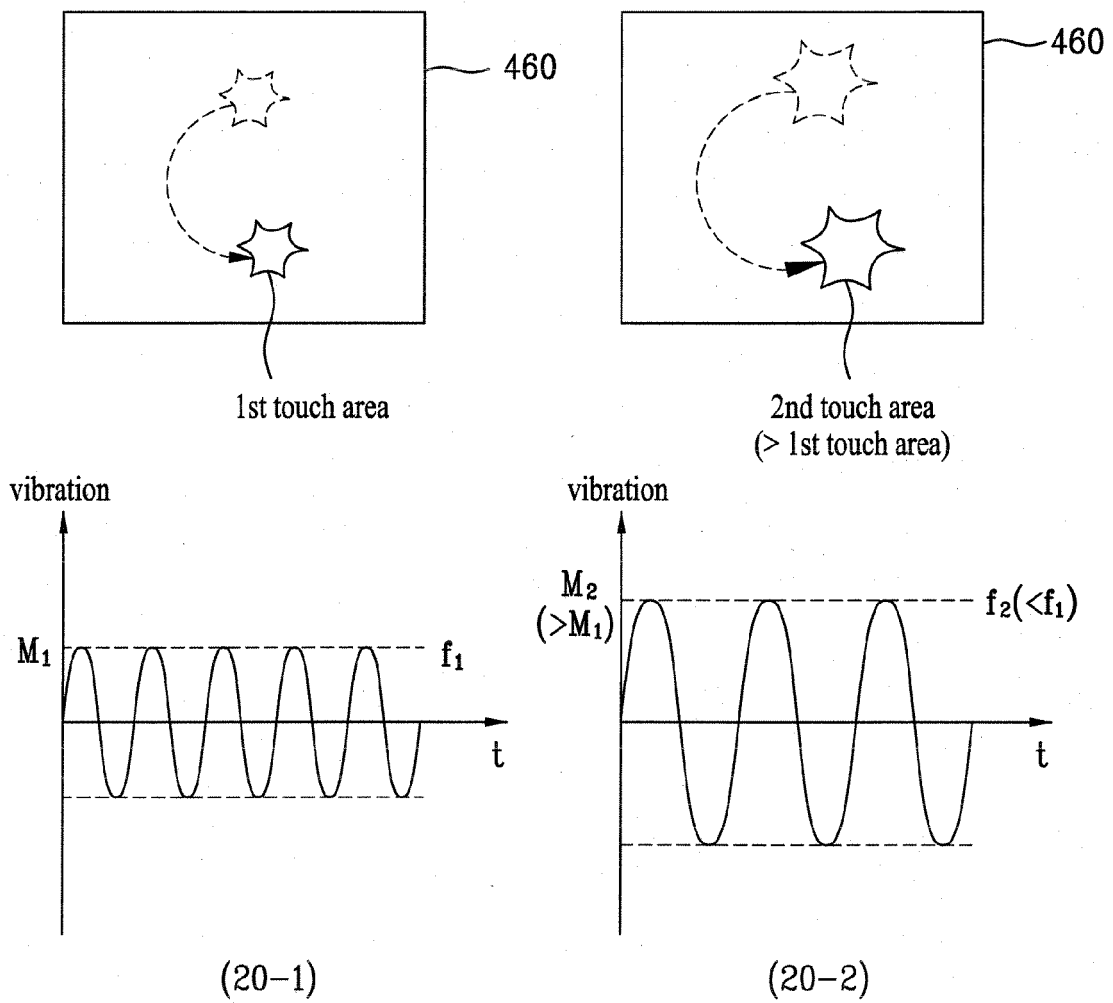 460
460
1st touch area
2nd touch area
(> 1st touch area)
vibration
M₁
f₁
t
vibration
M₂
(>M₁)
f₂(<f₁)
t
(20-1)
(20-2)